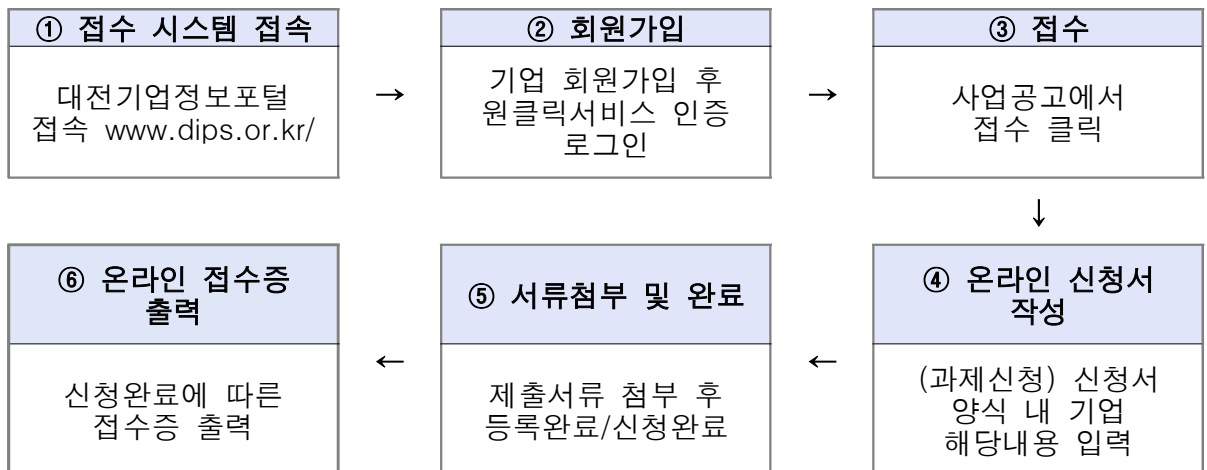 ① 접수 시스템 접속
대전기업정보포털
접속 www.dips.or.kr/
→
② 회원가입
기업 회원가입 후
원클릭서비스 인증
로그인
→
③ 접수
사업공고에서
접수 클릭
↓
④ 온라인 신청서
작성
(과제신청) 신청서
양식 내 기업
해당내용 입력
←
⑤ 서류첨부 및 완료
제출서류 첨부 후
등록완료/신청완료
←
⑥ 온라인 접수증
출력
신청완료에 따른
접수증 출력